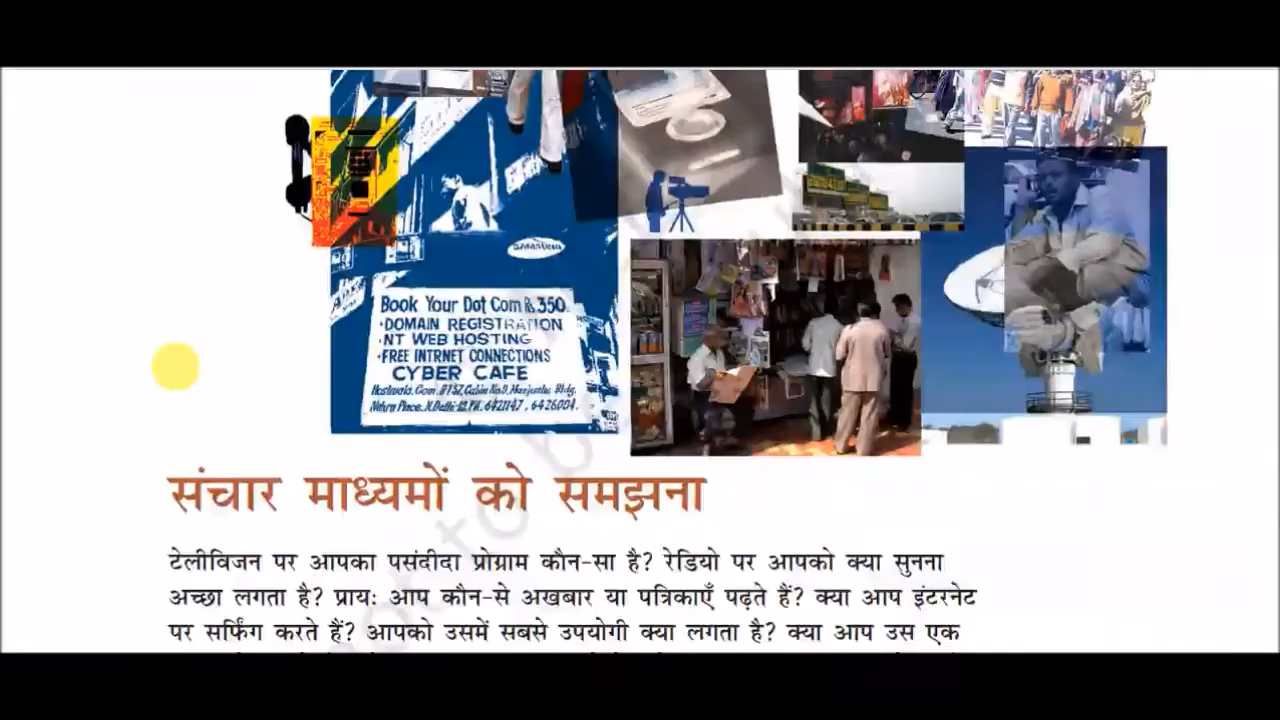 SAMSUNG
Book Your Dot Com Rs.350.
·DOMAIN REGISTRATION
·NT WEB HOSTING
·FREE INTRNET CONNECTIONS
CYBER CAFE
संचार माध्यमों को समझना
टेलीविजन पर आपका पसंदीदा प्रोग्राम कौन-सा है? रेडियो पर आपको क्या सुनना
अच्छा लगता है? प्रायः आप कौन-से अखबार या पत्रिकाएँ पढ़ते हैं? क्या आप इंटरनेट
पर सर्फिंग करते हैं? आपको उसमें सबसे उपयोगी क्या लगता है? क्या आप उस एक